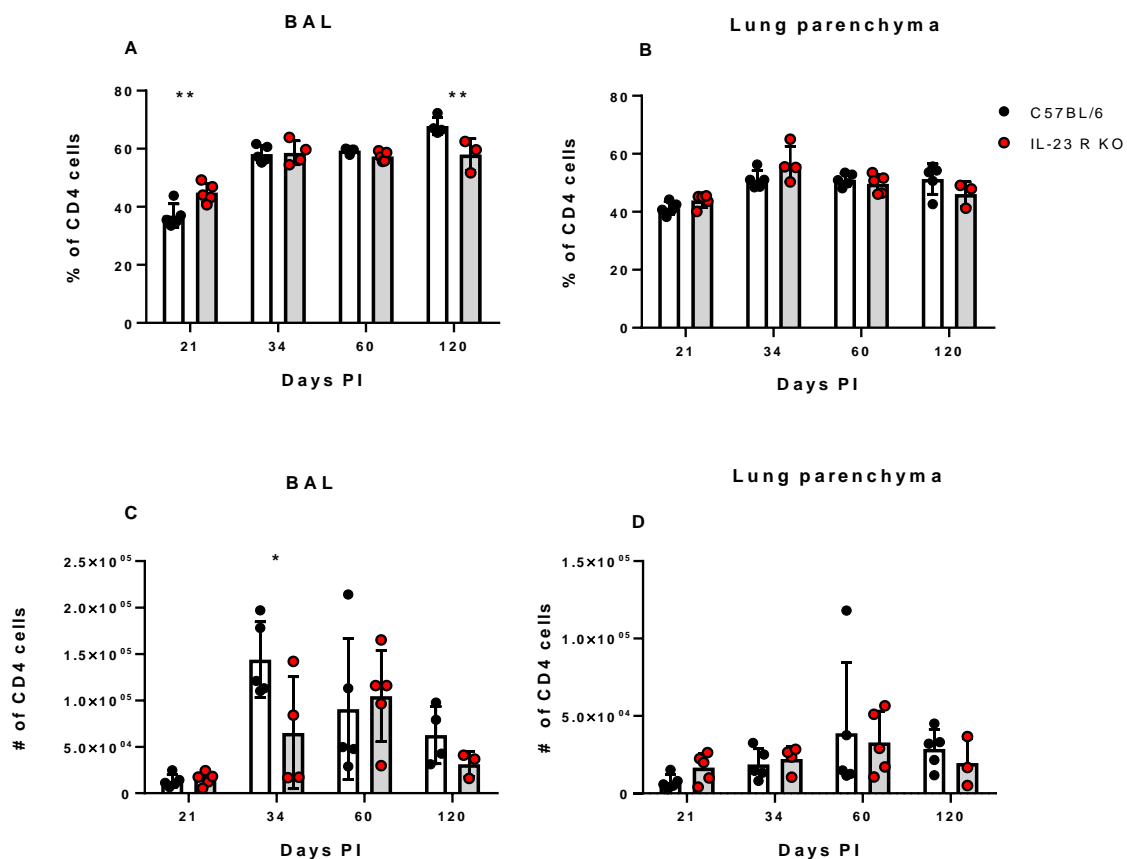 BAL
A
% of CD4 cells
80
60
40
20
0
**
**
21 34 60 120
Days PI
Lung parenchyma
B
% of CD4 cells
80
60
40
20
0
21 34 60 120
Days PI
C57BL/6
IL-23 R KO
BAL
C
# of CD4 cells
2.5×10⁰⁵
2.0×10⁰⁵
1.5×10⁰⁵
1.0×10⁰⁵
5.0×10⁰⁴
0
*
21 34 60 120
Days PI
Lung parenchyma
D
# of CD4 cells
1.5×10⁰⁵
1.0×10⁰⁵
5.0×10⁰⁴
0
21 34 60 120
Days PI